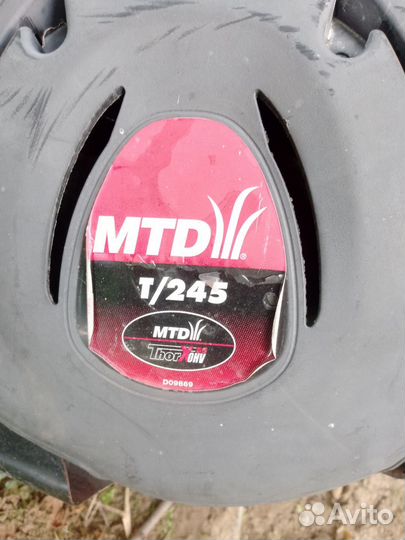 MTD
T/245
MTD
Thor OHV
D09869
Avito